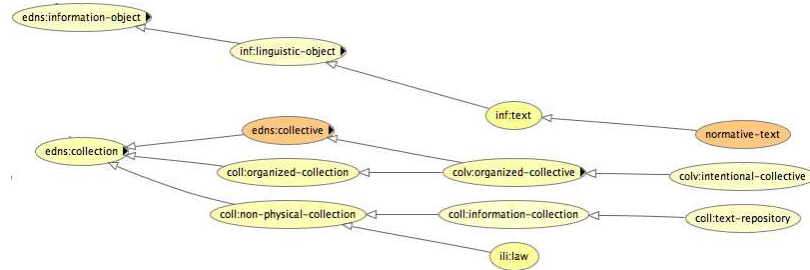 edns:information-object
inf:linguistic-object
inf:text
normative-text
edns:collective
edns:collection
coll:organized-collection
colv:organized-collective
colv:intentional-collective
coll:non-physical-collection
coll:information-collection
coll:text-repository
ili:law